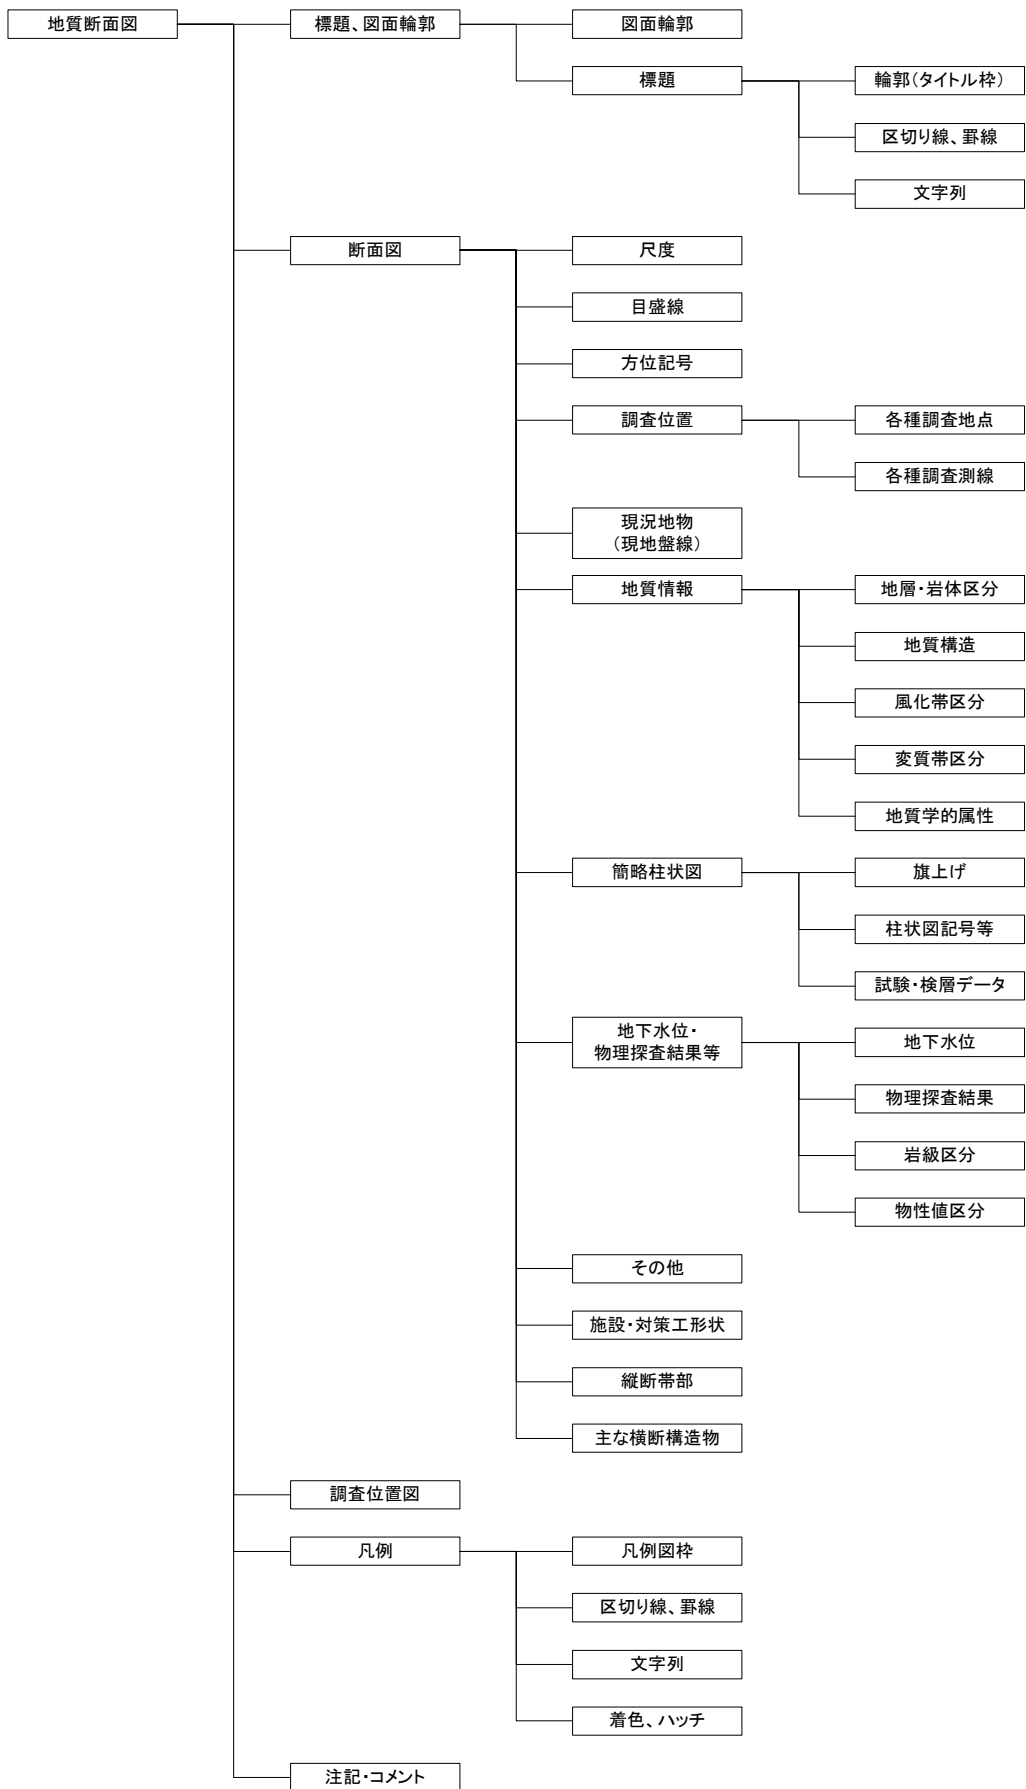 地質断面図
標題、図面輪郭
図面輪郭
標題
輪郭(タイトル枠)
区切り線、罫線
文字列
断面図
尺度
目盛線
方位記号
調査位置
各種調査地点
各種調査測線
現況地物
(現地盤線)
地質情報
地層・岩体区分
地質構造
風化帯区分
変質帯区分
地質学的属性
簡略柱状図
旗上げ
柱状図記号等
試験・検層データ
地下水位・
物理探査結果等
地下水位
物理探査結果
岩級区分
物性値区分
その他
施設・対策工形状
縦断帯部
主な横断構造物
調査位置図
凡例
凡例図枠
区切り線、罫線
文字列
着色、ハッチ
注記・コメント